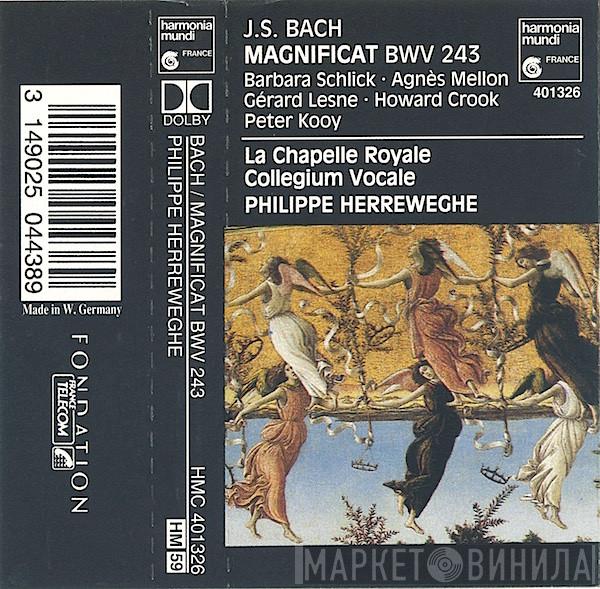 3 149025 044389
Made in W. Germany
FONDATION
FRANCE
TELECOM
DOLBY
BACH / MAGNIFICAT BWV 243
PHILIPPE HERREWEGHE
HMC 401326
HM 59
harmonia
mundi
FRANCE
J.S. BACH
MAGNIFICAT BWV 243
Barbara Schlick · Agnès Mellon
Gérard Lesne · Howard Crook
Peter Kooy
harmonia
mundi
FRANCE
401326
La Chapelle Royale
Collegium Vocale
PHILIPPE HERREWEGHE
МАРКЕТ ВИНИЛА